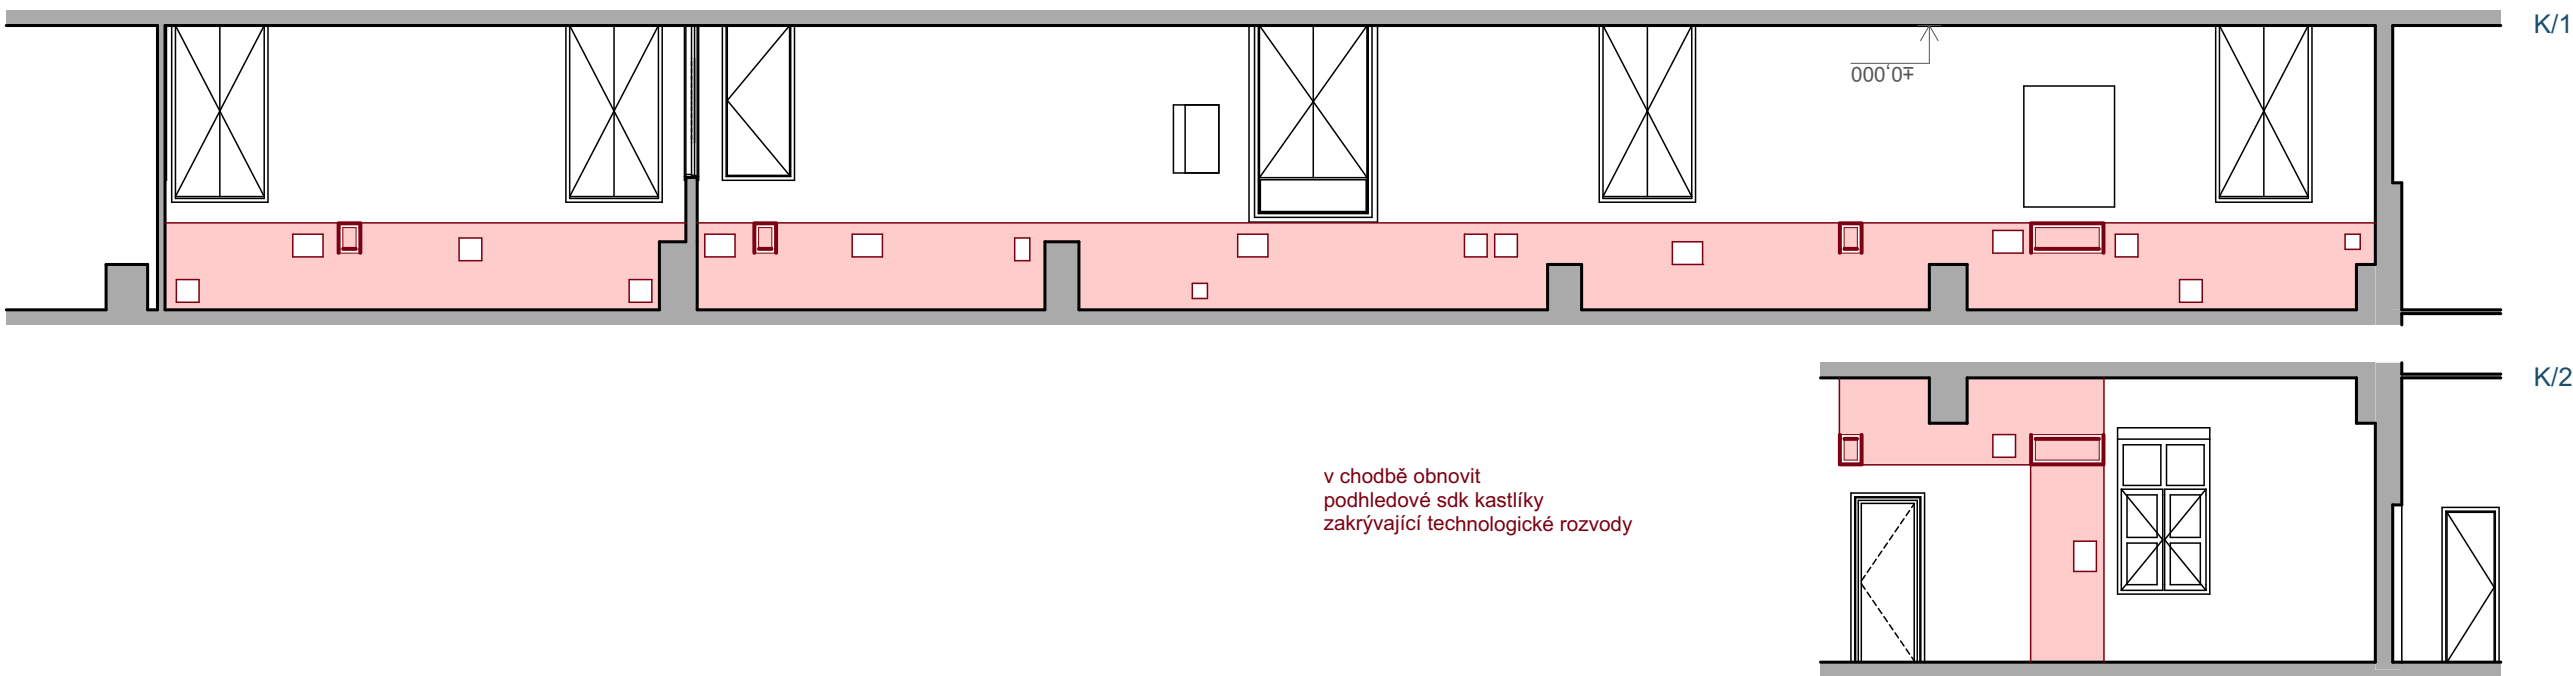 K/1
±0,000
K/2
v chodbě obnovit
podhledové sdk kastlíky
zakrývající technologické rozvody